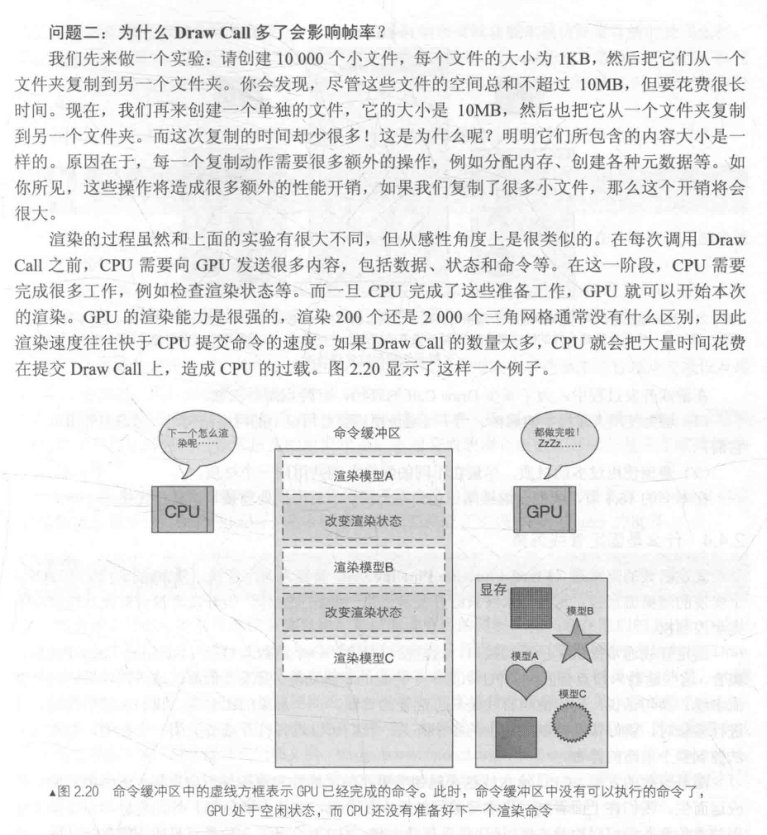 问题二：为什么 Draw Call 多了会影响帧率？
我们先来做一个实验：请创建 10 000 个小文件，每个文件的大小为 1KB，然后把它们从一个
文件夹复制到另一个文件夹。你会发现，尽管这些文件的空间总和不超过 10MB，但要花费很长
时间。现在，我们再来创建一个单独的文件，它的大小是 10MB，然后也把它从一个文件夹复制
到另一个文件夹。而这次复制的时间却少很多！这是为什么呢？明明它们所包含的内容大小是一
样的。原因在于，每一个复制动作需要很多额外的操作，例如分配内存、创建各种元数据等。如
你所见，这些操作将造成很多额外的性能开销，如果我们复制了很多小文件，那么这个开销将会
很大。
渲染的过程虽然和上面的实验有很大不同，但从感性角度上是很类似的。在每次调用 Draw
Call 之前，CPU 需要向 GPU 发送很多内容，包括数据、状态和命令等。在这一阶段，CPU 需要
完成很多工作，例如检查渲染状态等。而一旦 CPU 完成了这些准备工作，GPU 就可以开始本次
的渲染。GPU 的渲染能力是很强的，渲染 200 个还是 2 000 个三角网格通常没有什么区别，因此
渲染速度往往快于 CPU 提交命令的速度。如果 Draw Call 的数量太多，CPU 就会把大量时间花费
在提交 Draw Call 上，造成 CPU 的过载。图 2.20 显示了这样一个例子。
下一个怎么渲
染呢……
CPU
命令缓冲区
渲染模型A
改变渲染状态
渲染模型B
改变渲染状态
渲染模型C
都做完啦！
ZzZz……
GPU
显存
模型B
模型A
模型C
▲图 2.20 命令缓冲区中的虚线方框表示 GPU 已经完成的命令。此时，命令缓冲区中没有可以执行的命令了，
GPU 处于空闲状态，而 CPU 还没有准备好下一个渲染命令